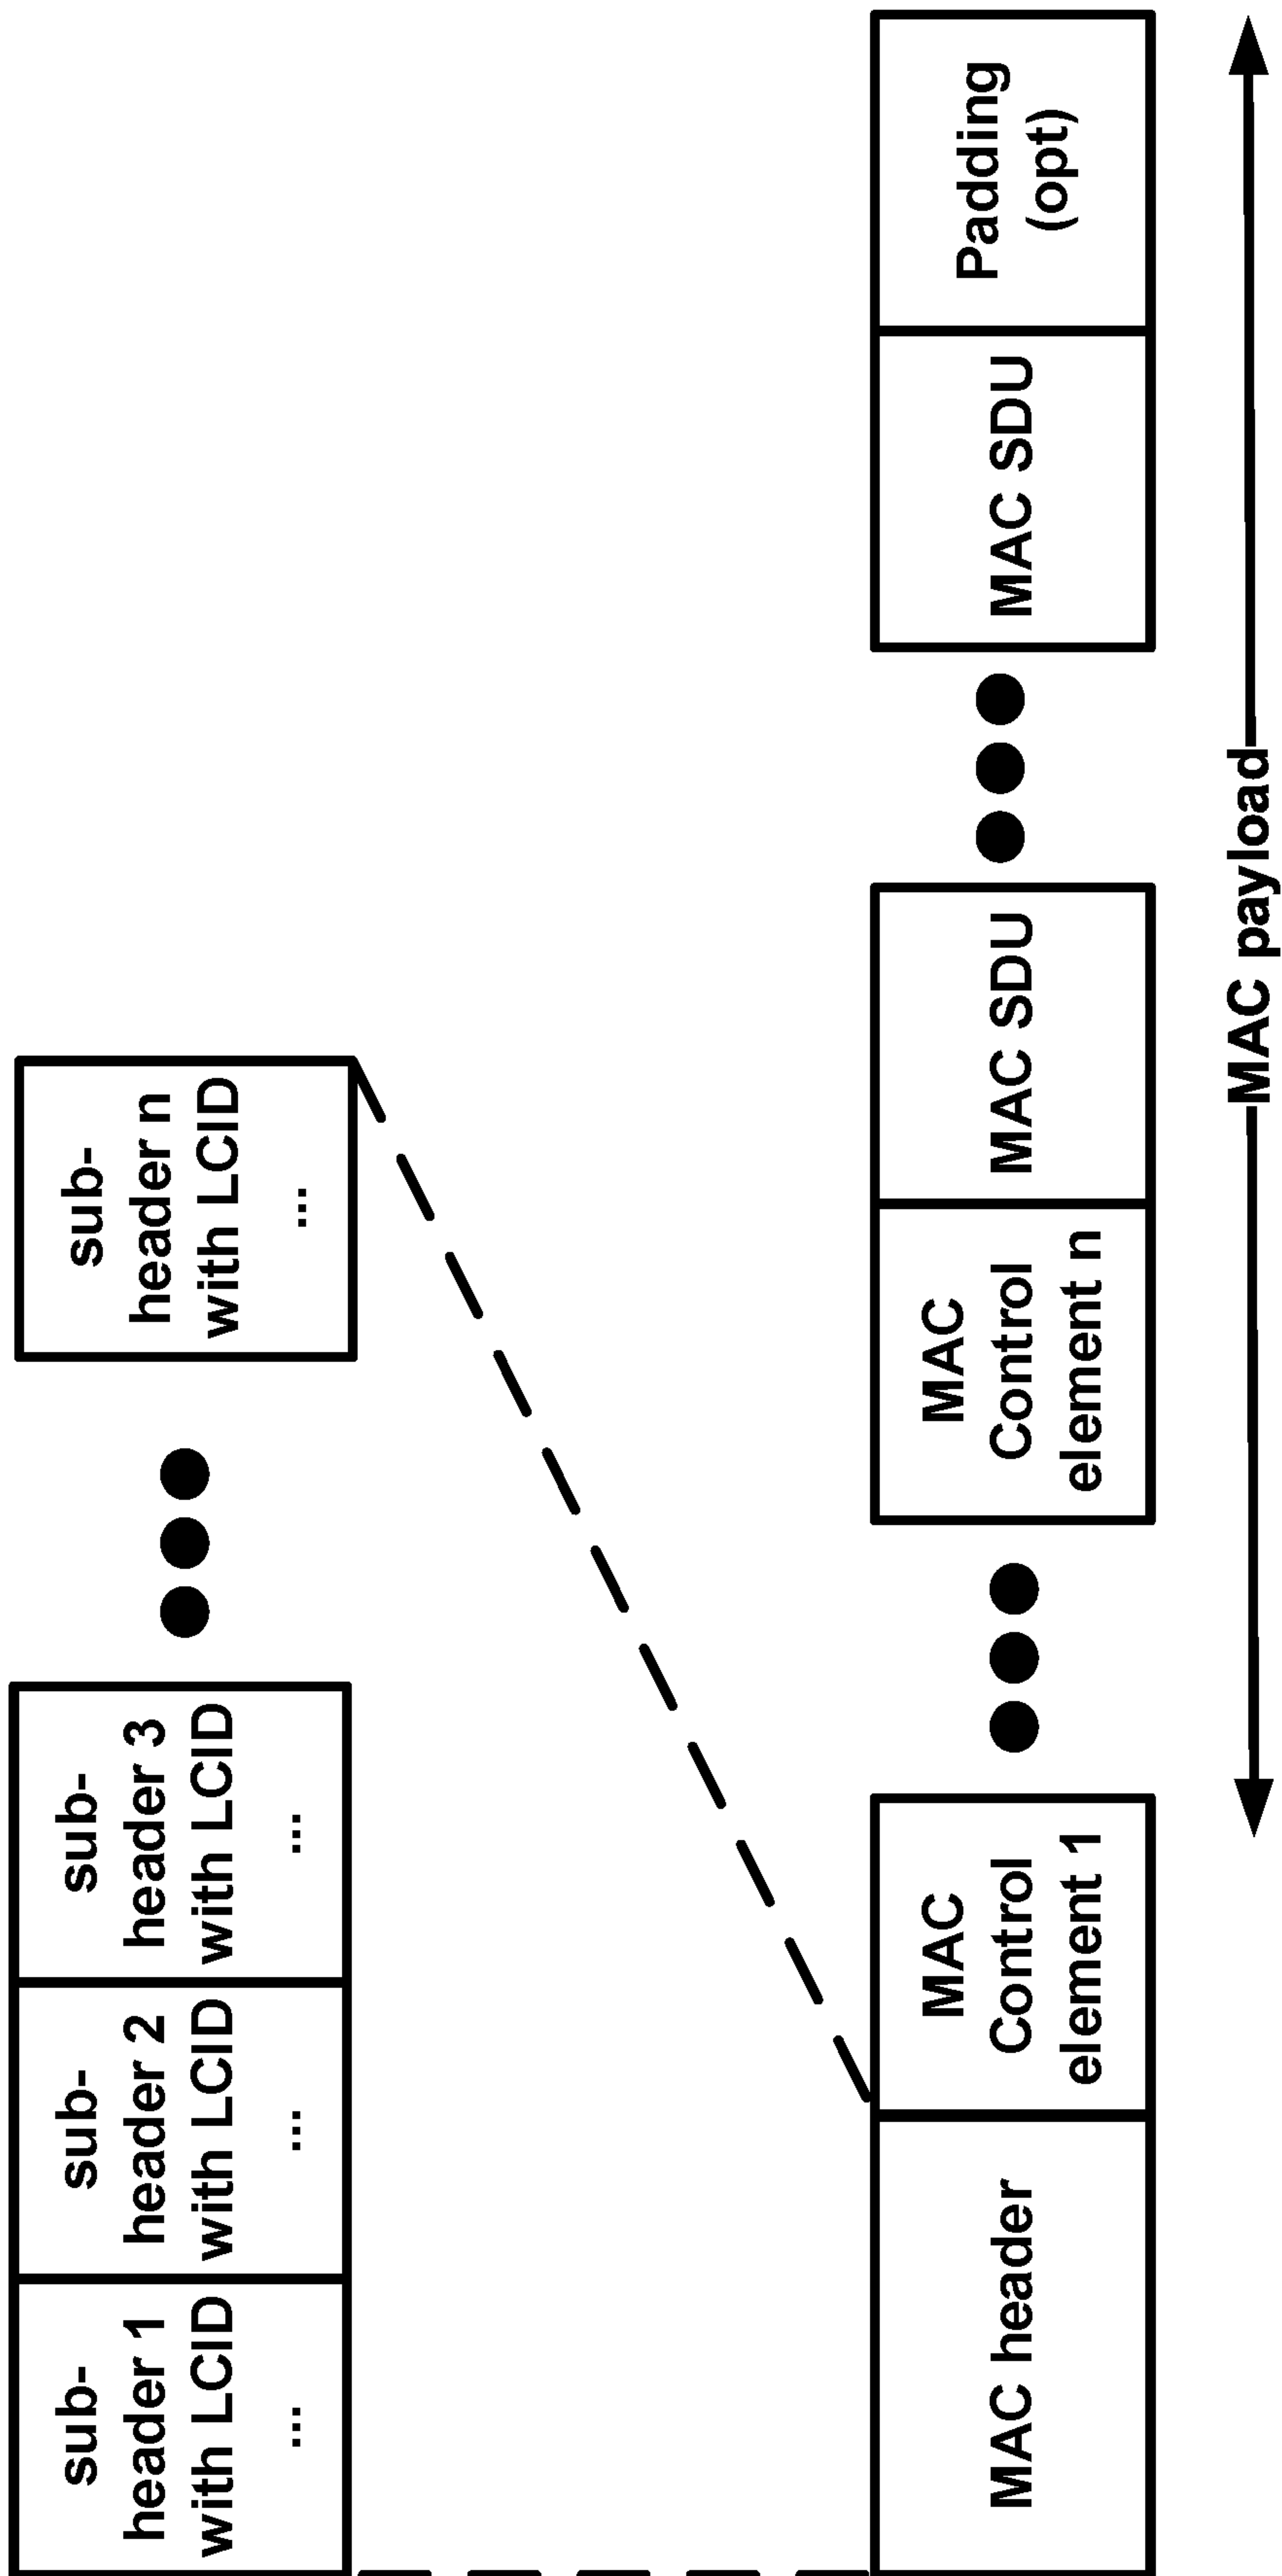 sub-
header 1
with LCID
...
sub-
header 2
with LCID
...
sub-
header 3
with LCID
...
sub-
header n
with LCID
...
MAC header
MAC
Control
element 1
MAC
Control
element n
MAC SDU
MAC SDU
Padding
(opt)
MAC payload